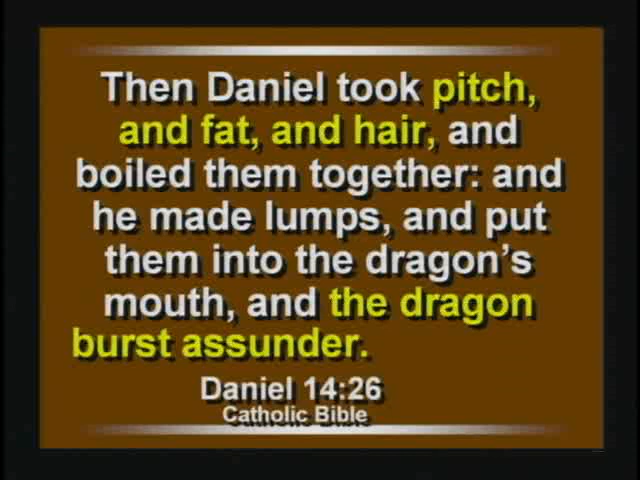 Then Daniel took pitch,
and fat, and hair, and
boiled them together: and
he made lumps, and put
them into the dragon's
mouth, and the dragon
burst assunder.
Daniel 14:26
Catholic Bible